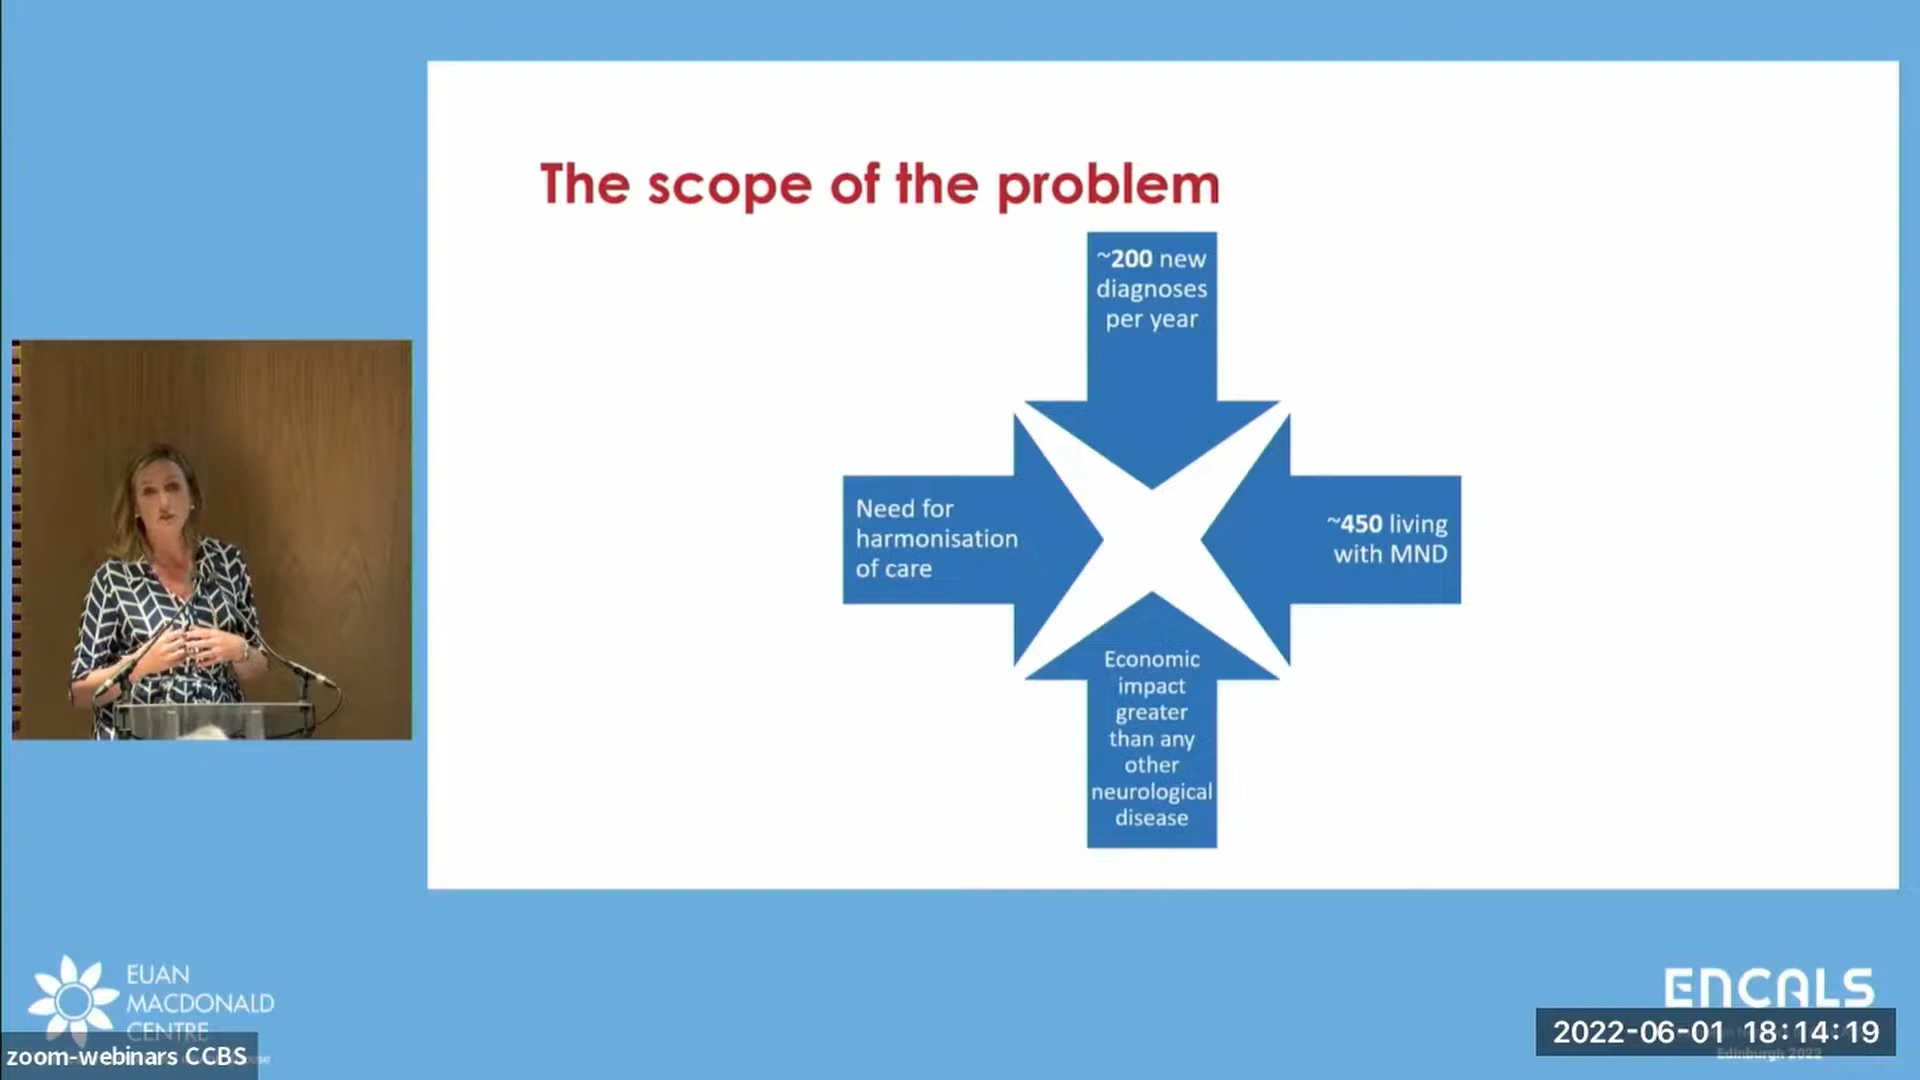 The scope of the problem
~200 new
diagnoses
per year
Need for
harmonisation
of care
~450 living
with MND
Economic
impact
greater
than any
other
neurological
disease
EUAN
MACDONALD
CENTRE
zoom-webinars CCBS
ENCALS
2022-06-01 18:14:19
Edinburgh 2022